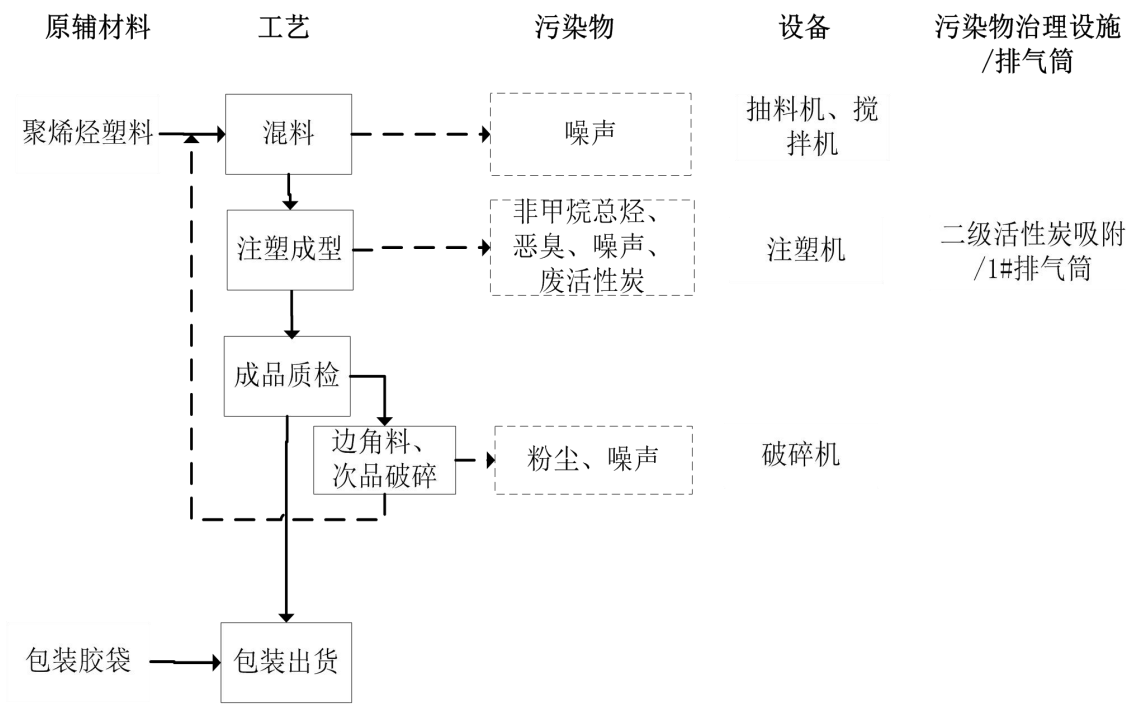 原辅材料
工艺
污染物
设备
污染物治理设施
/排气筒
聚烯烃塑料
混料
噪声
抽料机、搅
拌机
注塑成型
非甲烷总烃、
恶臭、噪声、
废活性炭
注塑机
二级活性炭吸附
/1#排气筒
成品质检
边角料、
次品破碎
粉尘、噪声
破碎机
包装胶袋
包装出货